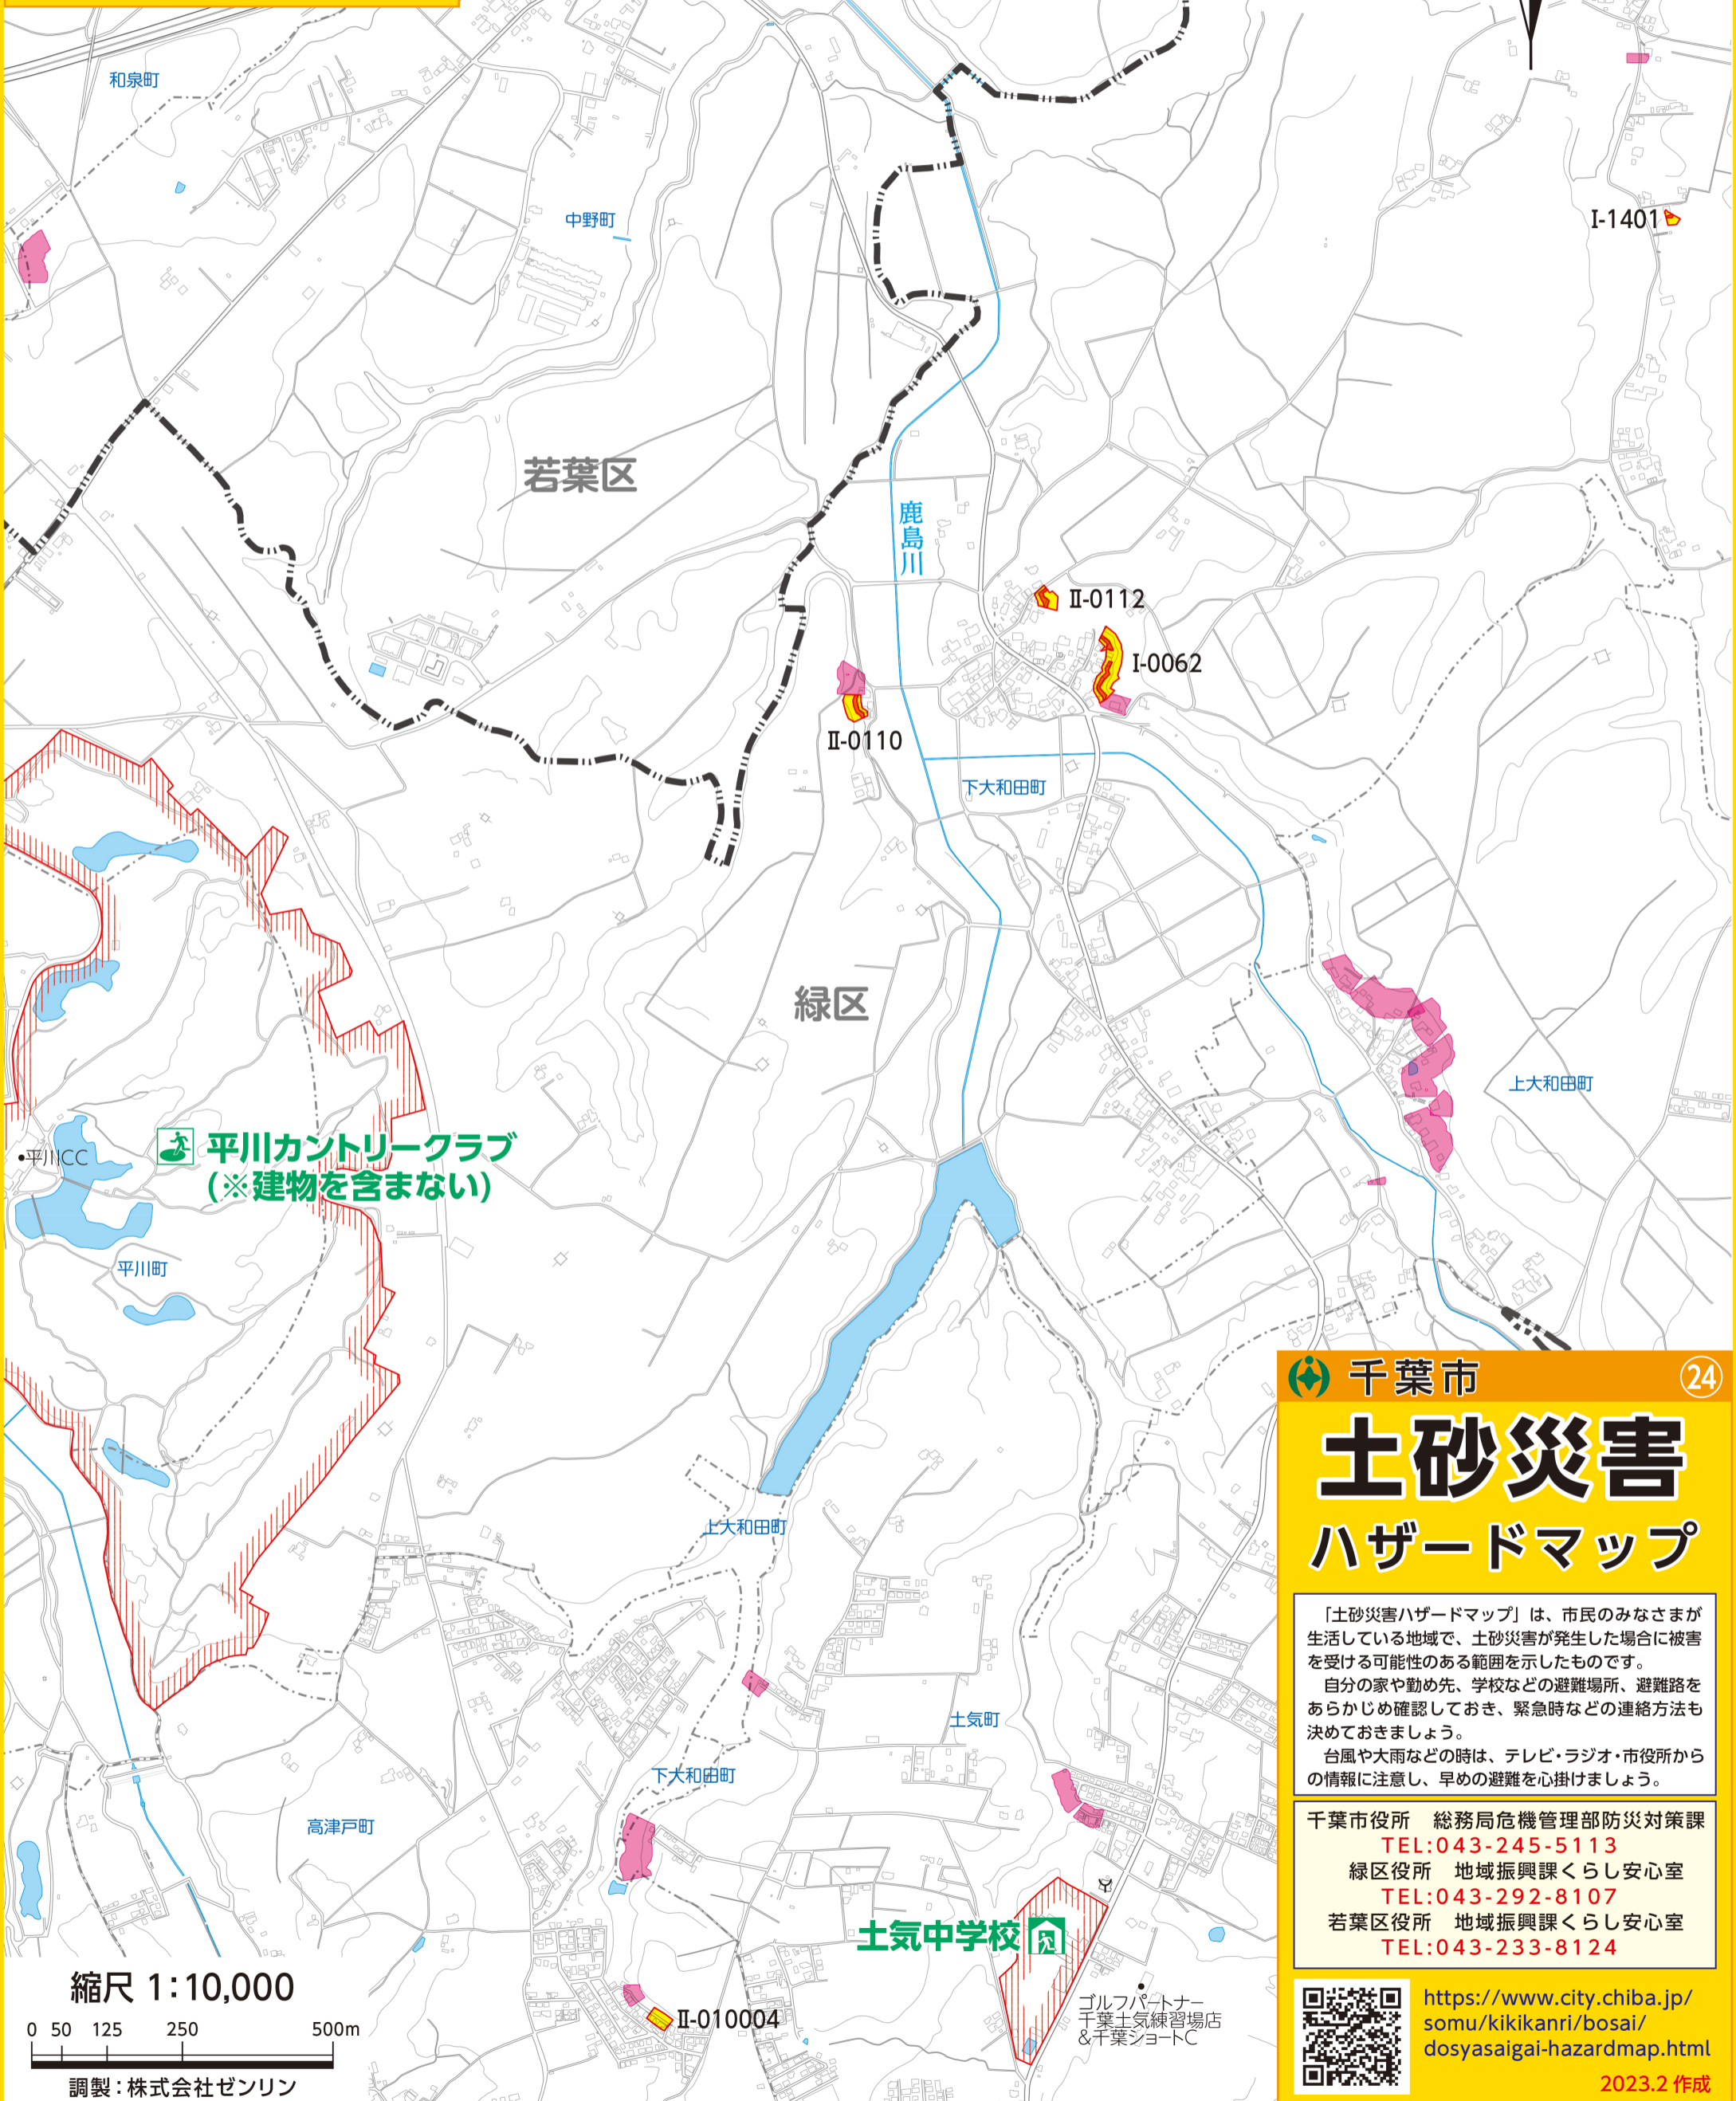 和泉町
中野町
I-1401
若葉区
鹿島川
II-0112
I-0062
II-0110
下大和田町
緑区
上大和田町
平川カントリークラブ
(※建物を含まない)
•平川CC
平川町
上大和田町
土気町
下大和田町
高津戸町
土気中学校
II-010004
ゴルフパートナー
千葉土気練習場店
&千葉ショートC
縮尺 1:10,000
0 50 125 250 500m
調製:株式会社ゼンリン
千葉市 24
土砂災害
ハザードマップ
「土砂災害ハザードマップ」は、市民のみなさまが
生活している地域で、土砂災害が発生した場合に被害
を受ける可能性のある範囲を示したものです。
自分の家や勤め先、学校などの避難場所、避難路を
あらかじめ確認しておき、緊急時などの連絡方法も
決めておきましょう。
台風や大雨などの時は、テレビ・ラジオ・市役所から
の情報に注意し、早めの避難を心掛けましょう。
千葉市役所 総務局危機管理部防災対策課
TEL:043-245-5113
緑区役所 地域振興課くらし安心室
TEL:043-292-8107
若葉区役所 地域振興課くらし安心室
TEL:043-233-8124
https://www.city.chiba.jp/
somu/kikikanri/bosai/
dosyasaigai-hazardmap.html
2023.2 作成